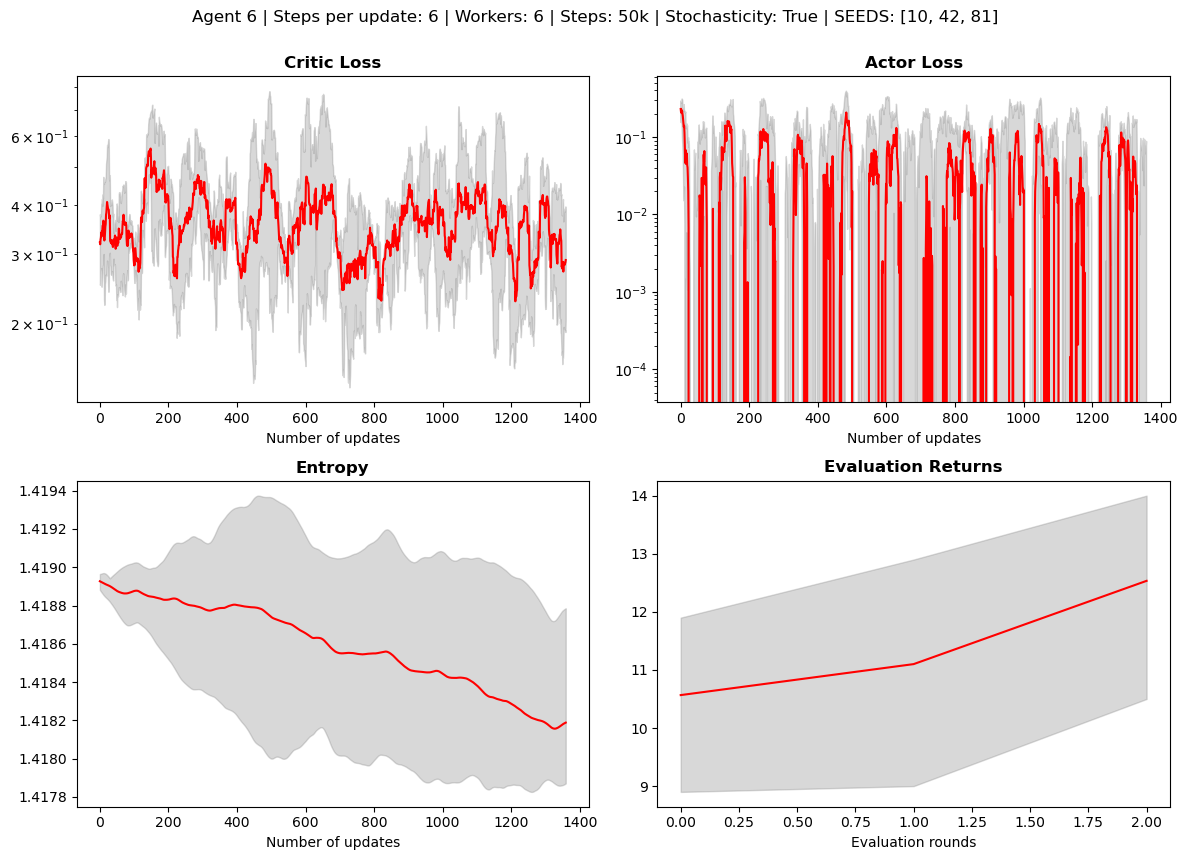 Agent 6 | Steps per update: 6 | Workers: 6 | Steps: 50k | Stochasticity: True | SEEDS: [10, 42, 81]
Critic Loss
6 × 10⁻¹
4 × 10⁻¹
3 × 10⁻¹
2 × 10⁻¹
0 200 400 600 800 1000 1200 1400
Number of updates
Actor Loss
10⁻¹
10⁻²
10⁻³
10⁻⁴
0 200 400 600 800 1000 1200 1400
Number of updates
Entropy
1.4194
1.4192
1.4190
1.4188
1.4186
1.4184
1.4182
1.4180
1.4178
0 200 400 600 800 1000 1200 1400
Number of updates
Evaluation Returns
14
13
12
11
10
9
0.00 0.25 0.50 0.75 1.00 1.25 1.50 1.75 2.00
Evaluation rounds